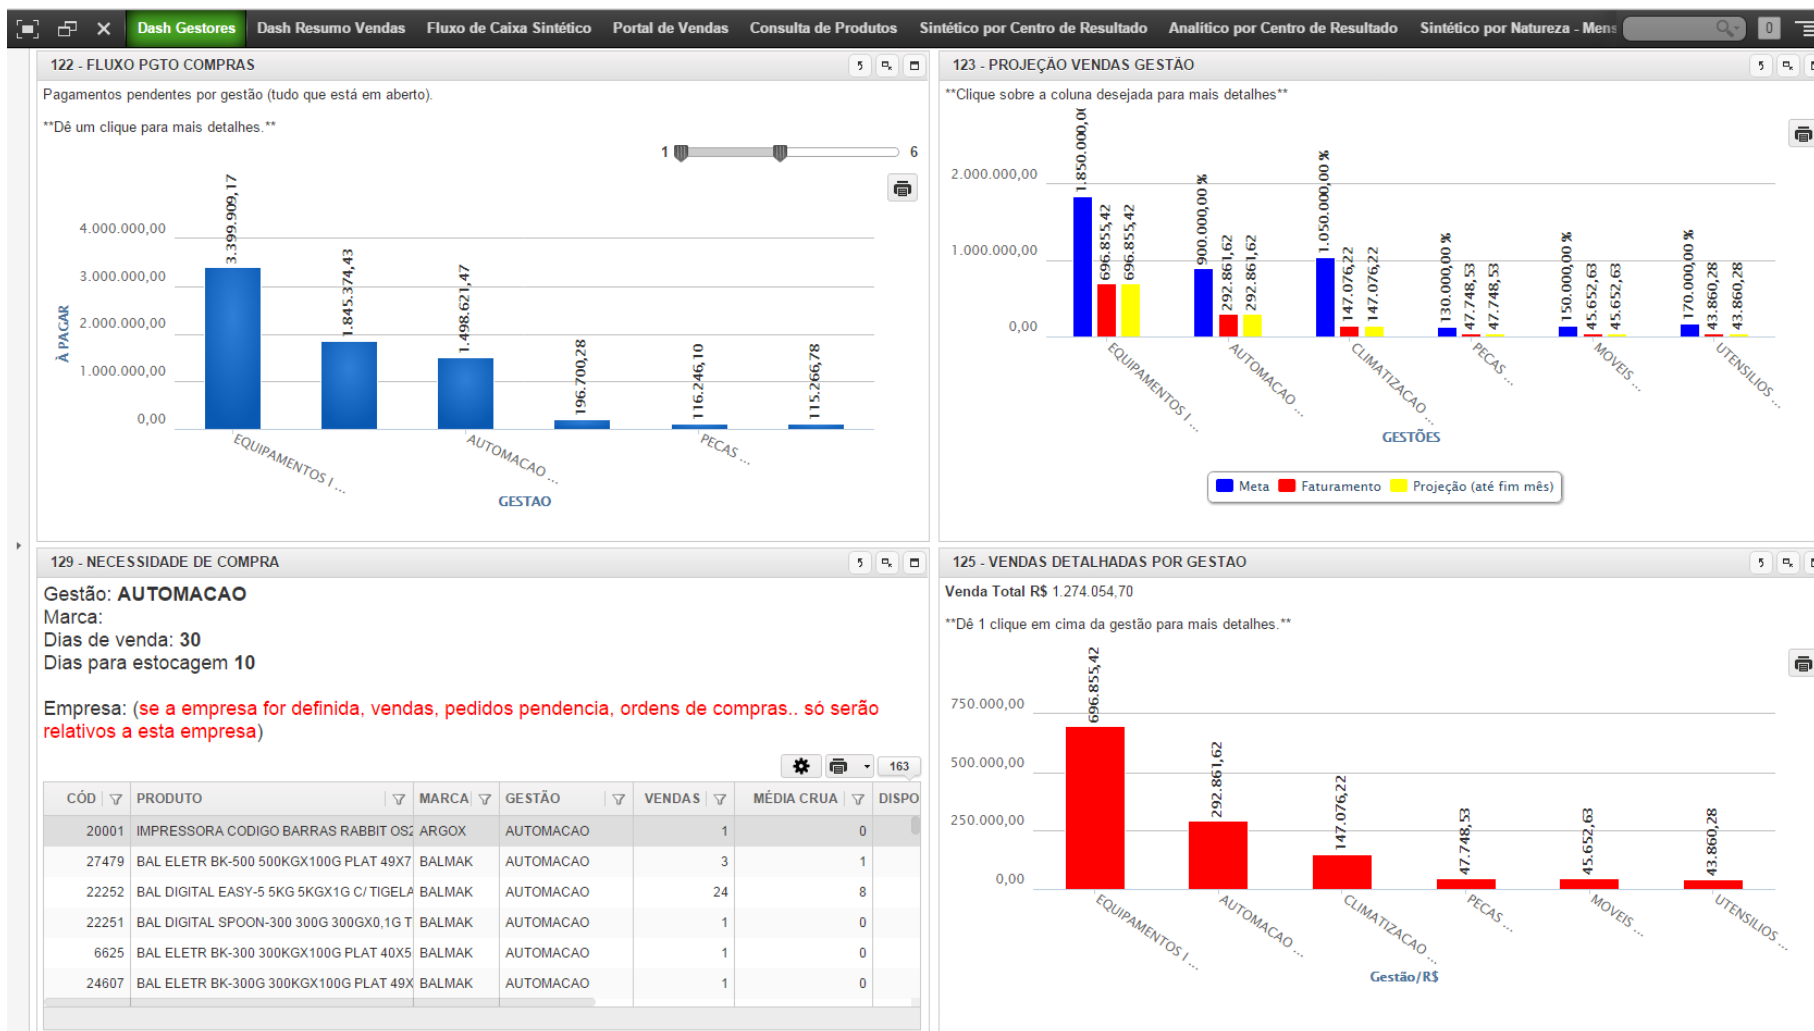 Dash Gestores Dash Resumo Vendas Fluxo de Caixa Sintético Portal de Vendas Consulta de Produtos Sintético por Centro de Resultado Analítico por Centro de Resultado Sintético por Natureza - Mens 0
122 - FLUXO PGTO COMPRAS
Pagamentos pendentes por gestão (tudo que está em aberto).
**Dê um clique para mais detalhes.**
1 6
À PAGAR
4.000.000,00
3.000.000,00
2.000.000,00
1.000.000,00
0,00
3.399.909,17
1.845.374,43
1.498.621,47
196.700,28
116.246,10
115.266,78
EQUIPAMENTOS I ...
AUTOMACAO ...
PECAS ...
GESTAO
123 - PROJEÇÃO VENDAS GESTÃO
**Clique sobre a coluna desejada para mais detalhes**
2.000.000,00
1.000.000,00
0,00
1.850.000,0
696.855,42
696.855,42
900.000,00 %
292.861,62
292.861,62
1.050.000,00 %
147.076,22
147.076,22
130.000,00 %
47.748,53
47.748,53
150.000,00 %
45.652,63
45.652,63
170.000,00 %
43.860,28
43.860,28
EQUIPAMENTOS I ...
AUTOMACAO ...
CLIMATIZACAO ...
PECAS ...
MOVEIS ...
UTENSILIOS ...
GESTÕES
Meta Faturamento Projeção (até fim mês)
129 - NECESSIDADE DE COMPRA
Gestão: AUTOMACAO
Marca:
Dias de venda: 30
Dias para estocagem 10
Empresa: (se a empresa for definida, vendas, pedidos pendencia, ordens de compras.. só serão
relativos a esta empresa)
163
CÓD PRODUTO MARCA GESTÃO VENDAS MÉDIA CRUA DISPO
20001 IMPRESSORA CODIGO BARRAS RABBIT OS2 ARGOX AUTOMACAO 1 0
27479 BAL ELETR BK-500 500KGX100G PLAT 49X7 BALMAK AUTOMACAO 3 1
22252 BAL DIGITAL EASY-5 5KG 5KGX1G C/ TIGELA BALMAK AUTOMACAO 24 8
22251 BAL DIGITAL SPOON-300 300G 300GX0,1G T BALMAK AUTOMACAO 1 0
6625 BAL ELETR BK-300 300KGX100G PLAT 40X5 BALMAK AUTOMACAO 1 0
24607 BAL ELETR BK-300G 300KGX100G PLAT 49X BALMAK AUTOMACAO 1 0
125 - VENDAS DETALHADAS POR GESTAO
Venda Total R$ 1.274.054,70
**Dê 1 clique em cima da gestão para mais detalhes.**
750.000,00
500.000,00
250.000,00
0,00
696.855,42
292.861,62
147.076,22
47.748,53
45.652,63
43.860,28
EQUIPAMENTOS I ...
AUTOMACAO ...
CLIMATIZACAO ...
PECAS ...
MOVEIS ...
UTENSILIOS ...
Gestão/R$